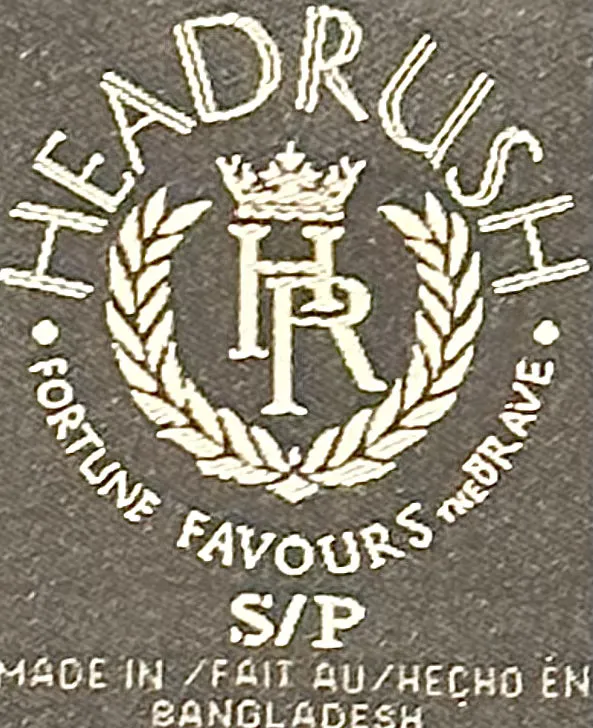 HEADRUSH
HR
• FORTUNE FAVOURS THE BRAVE •
S/P
MADE IN /FAIT AU/HECHO EN
BANGLADESH